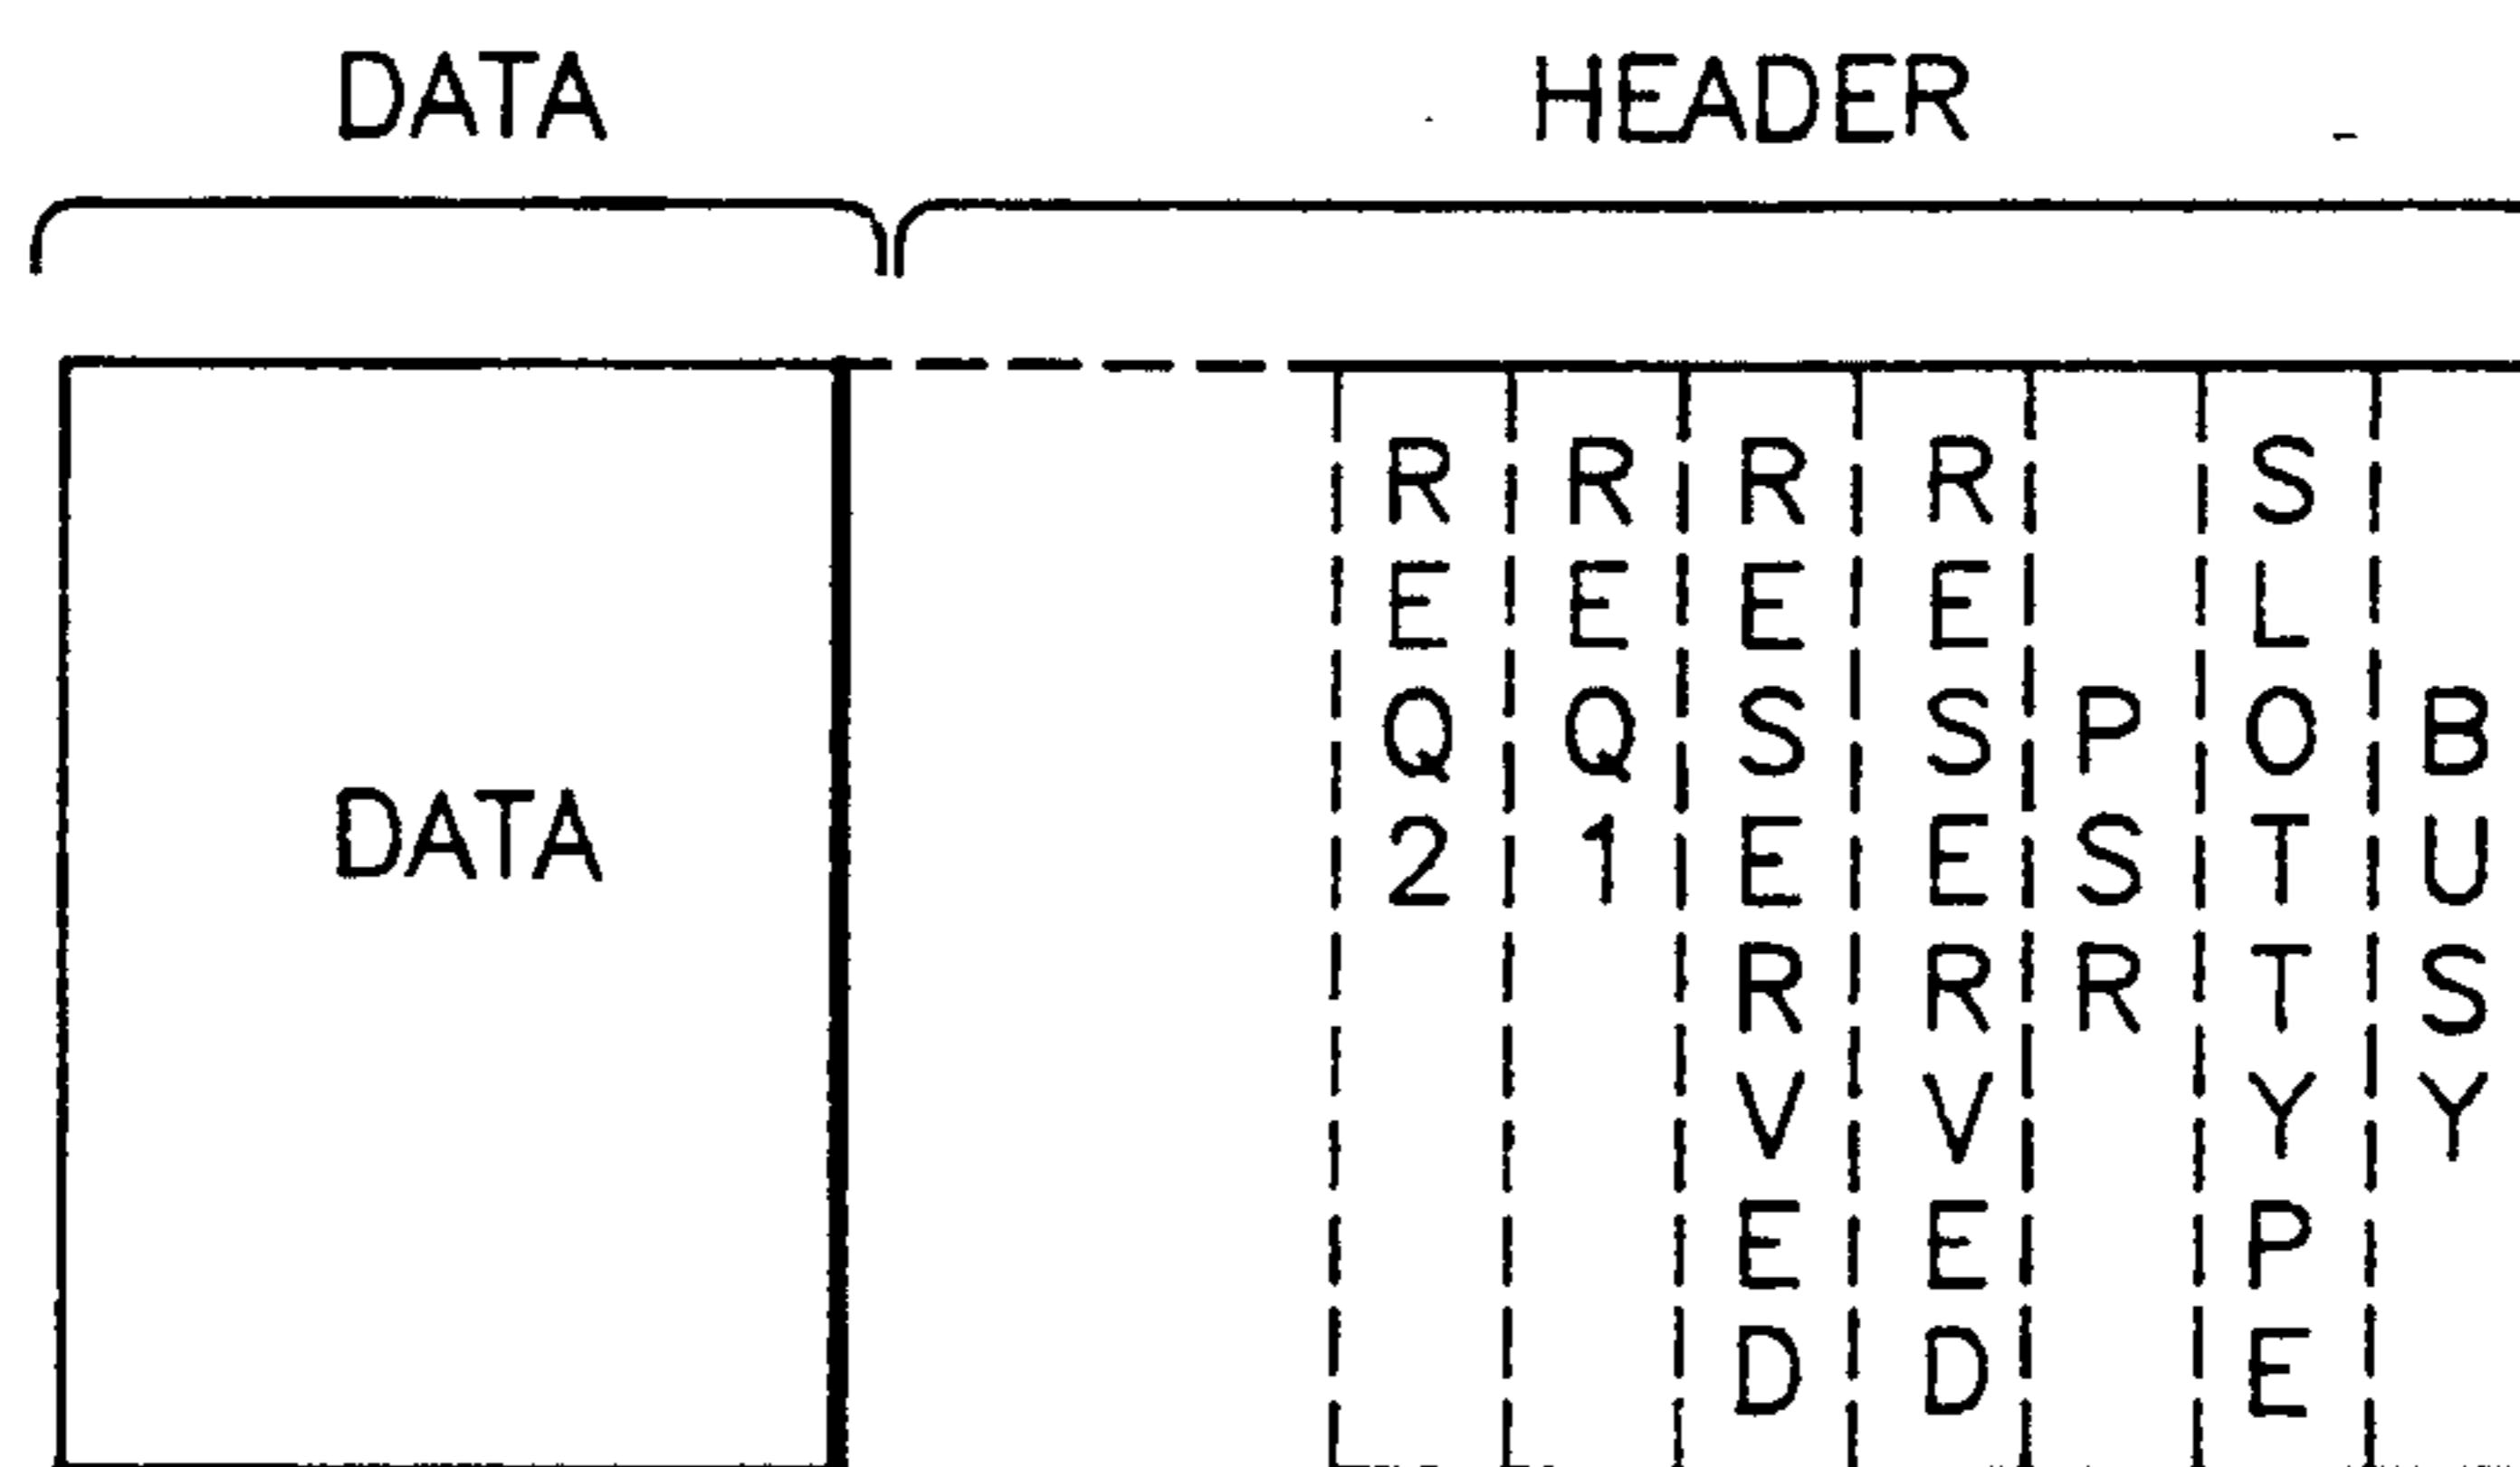 DATA
HEADER
DATA
REQ2
REQ1
RESERVED
RESERVED
PSR
SLOTTYPE
BUSY